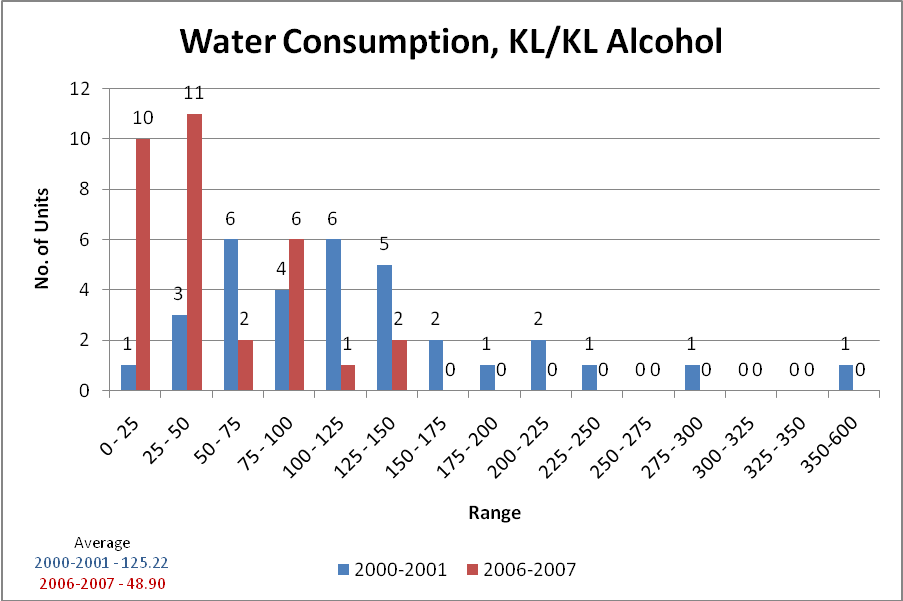 Water Consumption, KL/KL Alcohol
No. of Units
12
10
8
6
4
2
0
1 10
3 11
6 2
4 6
6 1
5 2
2 0
1 0
2 0
1 0
0 0
1 0
0 0
0 0
1 0
0 - 25
25 - 50
50 - 75
75 - 100
100 - 125
125 - 150
150 - 175
175 - 200
200 - 225
225 - 250
250 - 275
275 - 300
300 - 325
325 - 350
350-600
Range
Average
2000-2001 - 125.22
2006-2007 - 48.90
2000-2001 2006-2007